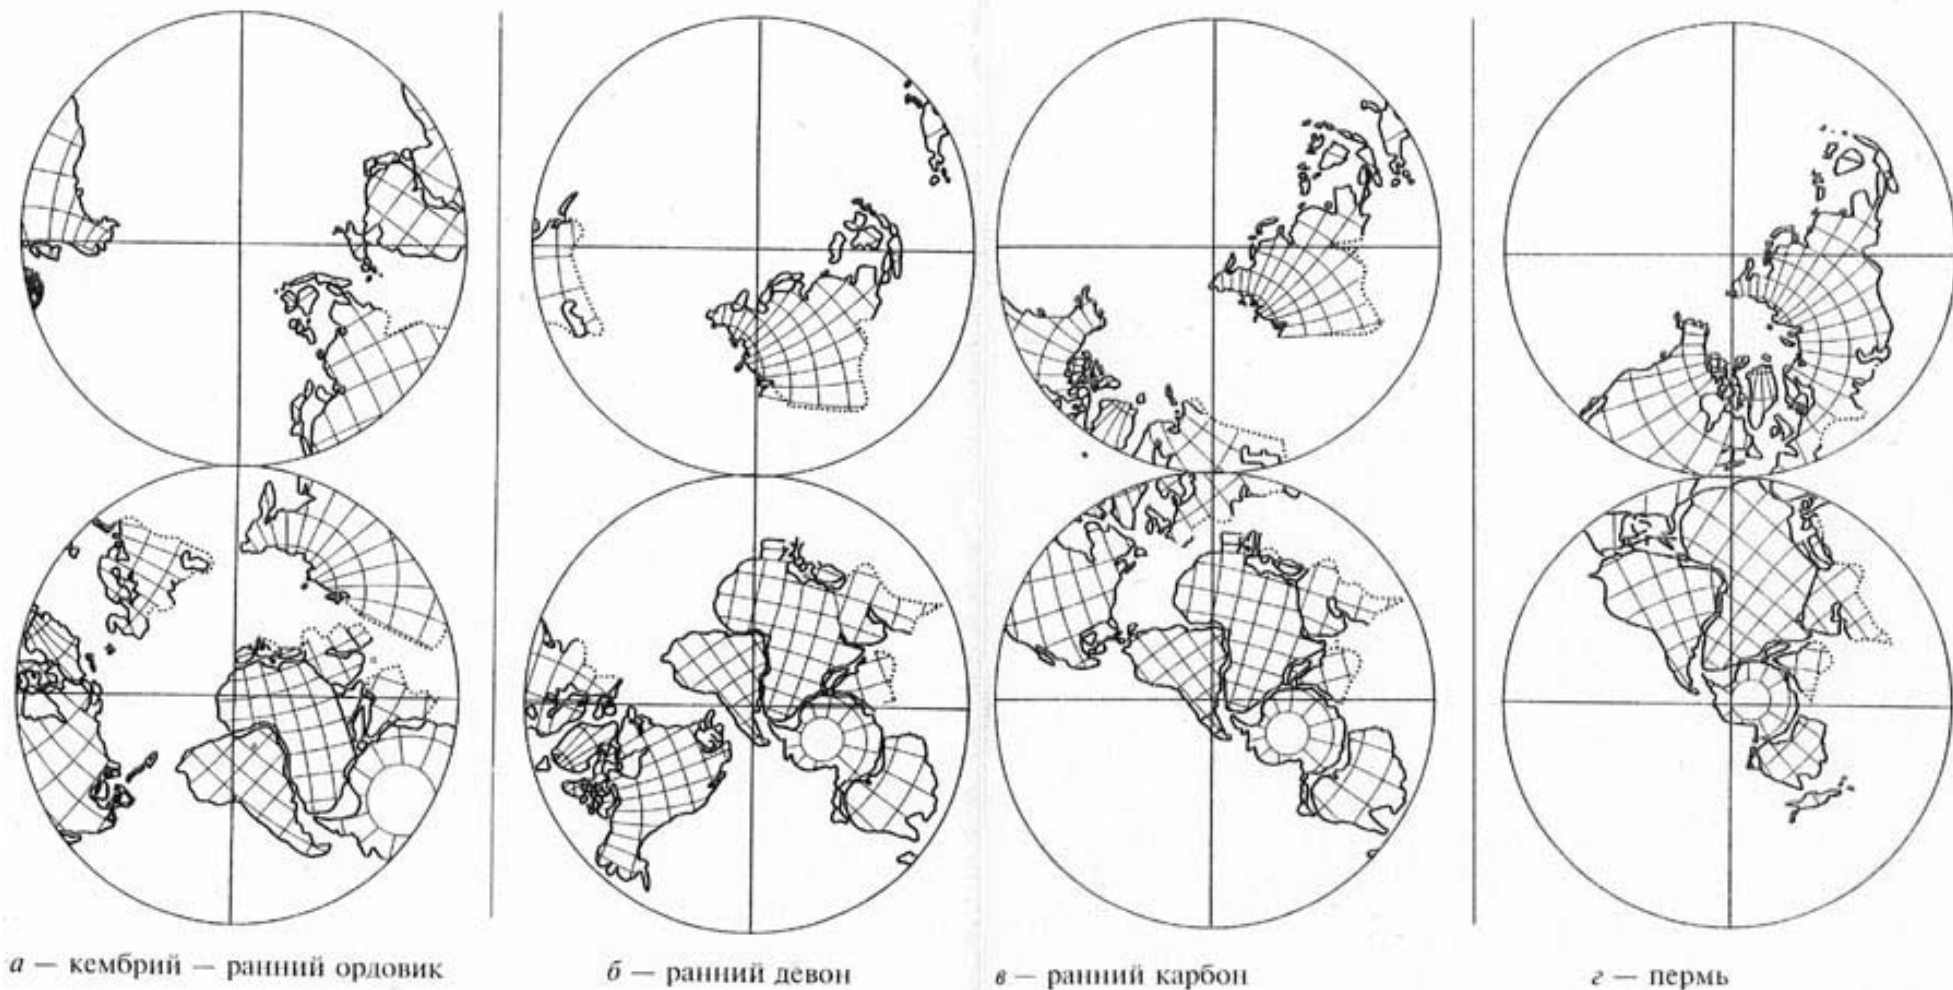 а — кембрий — ранний ордовик
б — ранний девон
в — ранний карбон
г — пермь